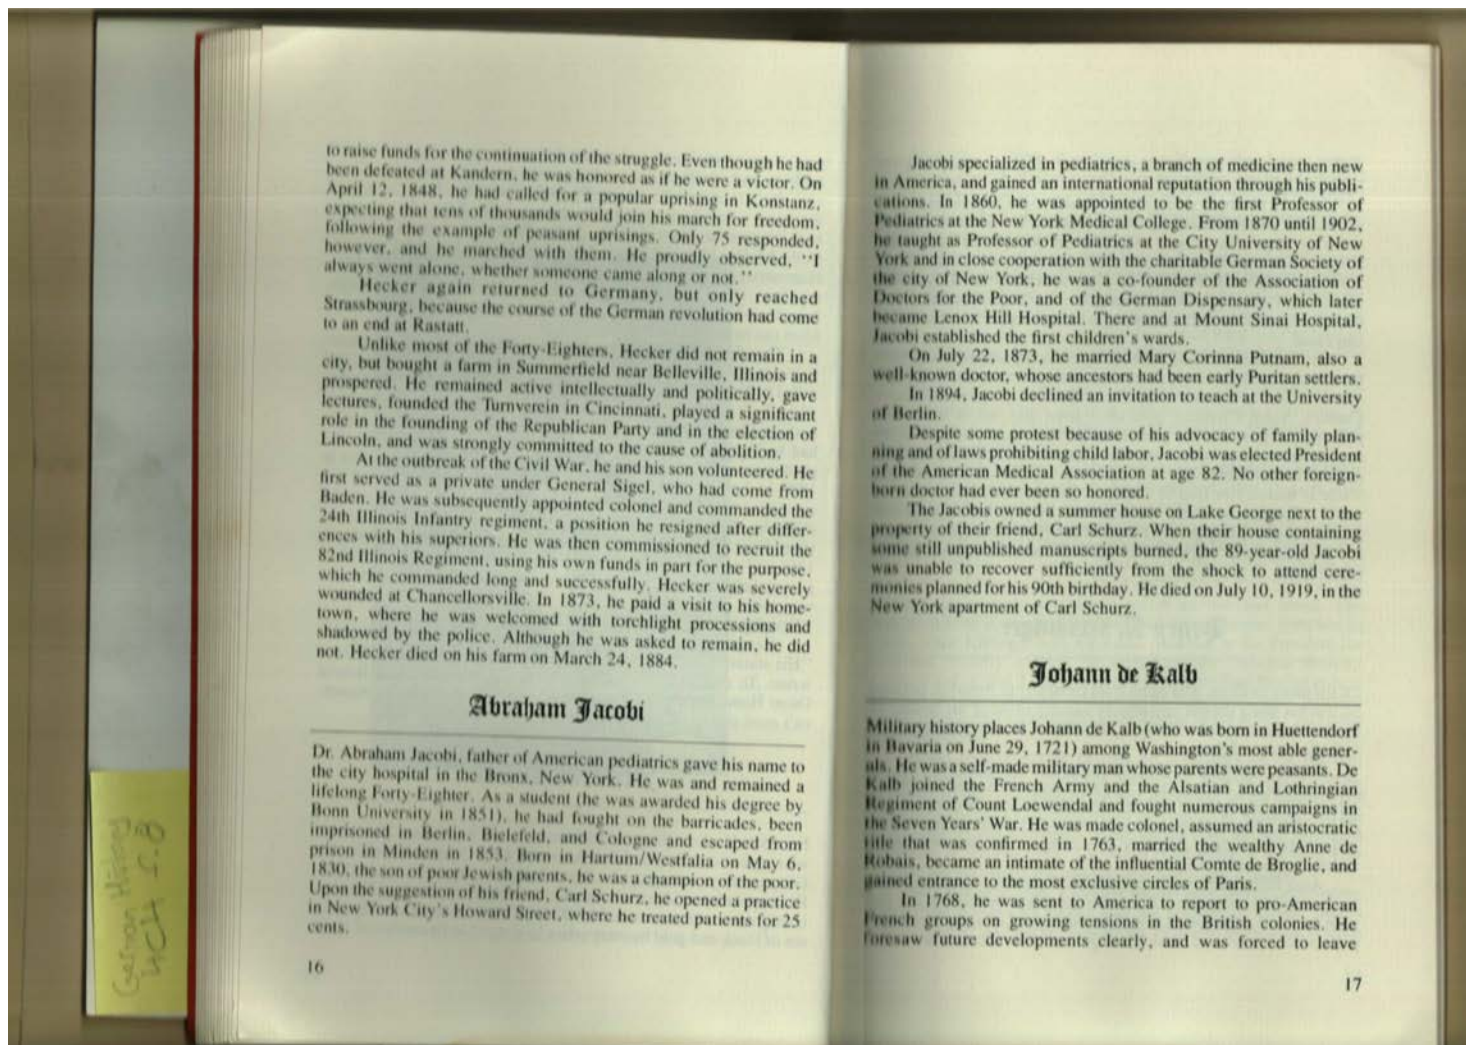 to raise funds for the continuation of the struggle. Even though he had
been defeated at Kandern, he was honored as if he were a victor. On
April 12, 1848, he had called for a popular uprising in Konstanz,
expecting that tens of thousands would join his march for freedom,
following the example of peasant uprisings. Only 75 responded,
however, and he marched with them. He proudly observed, "I
always went alone, whether someone came along or not."
Hecker again returned to Germany, but only reached
Strassbourg, because the course of the German revolution had come
to an end at Rastatt.
Unlike most of the Forty-Eighters, Hecker did not remain in a
city, but bought a farm in Summerfield near Belleville, Illinois and
prospered. He remained active intellectually and politically, gave
lectures, founded the Turnverein in Cincinnati, played a significant
role in the founding of the Republican Party and in the election of
Lincoln, and was strongly committed to the cause of abolition.
At the outbreak of the Civil War, he and his son volunteered. He
first served as a private under General Sigel, who had come from
Baden. He was subsequently appointed colonel and commanded the
24th Illinois Infantry regiment, a position he resigned after differ-
ences with his superiors. He was then commissioned to recruit the
82nd Illinois Regiment, using his own funds in part for the purpose,
which he commanded long and successfully. Hecker was severely
wounded at Chancellorsville. In 1873, he paid a visit to his home-
town, where he was welcomed with torchlight processions and
shadowed by the police. Although he was asked to remain, he did
not. Hecker died on his farm on March 24, 1884.
Abraham Jacobi
Dr. Abraham Jacobi, father of American pediatrics gave his name to
the city hospital in the Bronx, New York. He was and remained a
lifelong Forty-Eighter. As a student (he was awarded his degree by
Bonn University in 1851), he had fought on the barricades, been
imprisoned in Berlin, Bielefeld, and Cologne and escaped from
prison in Minden in 1853. Born in Hartum/Westfalia on May 6,
1830, the son of poor Jewish parents, he was a champion of the poor.
Upon the suggestion of his friend, Carl Schurz, he opened a practice
in New York City's Howard Street, where he treated patients for 25
cents.
16
Jacobi specialized in pediatrics, a branch of medicine then new
in America, and gained an international reputation through his publi-
cations. In 1860, he was appointed to be the first Professor of
Pediatrics at the New York Medical College. From 1870 until 1902,
he taught as Professor of Pediatrics at the City University of New
York and in close cooperation with the charitable German Society of
the city of New York, he was a co-founder of the Association of
Doctors for the Poor, and of the German Dispensary, which later
became Lenox Hill Hospital. There and at Mount Sinai Hospital,
Jacobi established the first children's wards.
On July 22, 1873, he married Mary Corinna Putnam, also a
well-known doctor, whose ancestors had been early Puritan settlers.
In 1894, Jacobi declined an invitation to teach at the University
of Berlin.
Despite some protest because of his advocacy of family plan-
ning and of laws prohibiting child labor, Jacobi was elected President
of the American Medical Association at age 82. No other foreign-
born doctor had ever been so honored.
The Jacobis owned a summer house on Lake George next to the
property of their friend, Carl Schurz. When their house containing
some still unpublished manuscripts burned, the 89-year-old Jacobi
was unable to recover sufficiently from the shock to attend cere-
monies planned for his 90th birthday. He died on July 10, 1919, in the
New York apartment of Carl Schurz.
Johann de Kalb
Military history places Johann de Kalb (who was born in Huettendorf
in Bavaria on June 29, 1721) among Washington's most able gener-
als. He was a self-made military man whose parents were peasants. De
Kalb joined the French Army and the Alsatian and Lothringian
Regiment of Count Loewendal and fought numerous campaigns in
the Seven Years' War. He was made colonel, assumed an aristocratic
title that was confirmed in 1763, married the wealthy Anne de
Robais, became an intimate of the influential Comte de Broglie, and
gained entrance to the most exclusive circles of Paris.
In 1768, he was sent to America to report to pro-American
French groups on growing tensions in the British colonies. He
foresaw future developments clearly, and was forced to leave
17
German History